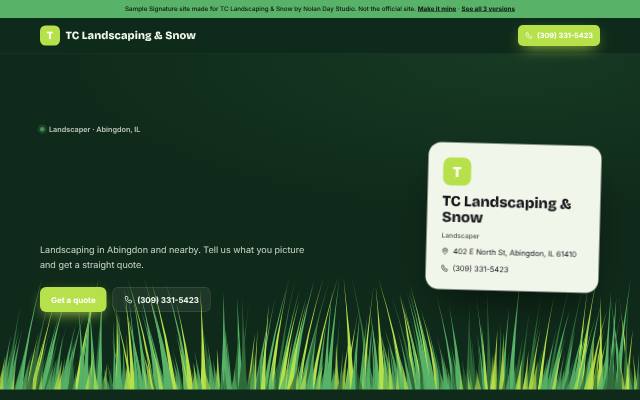 Sample Signature site made for TC Landscaping & Snow by Nolan Day Studio. Not the official site. Make it mine · See all 3 versions
T TC Landscaping & Snow
(309) 331-5423
Landscaper · Abingdon, IL
T
TC Landscaping &
Snow
Landscaper
402 E North St, Abingdon, IL 61410
(309) 331-5423
Landscaping in Abingdon and nearby. Tell us what you picture
and get a straight quote.
Get a quote
(309) 331-5423